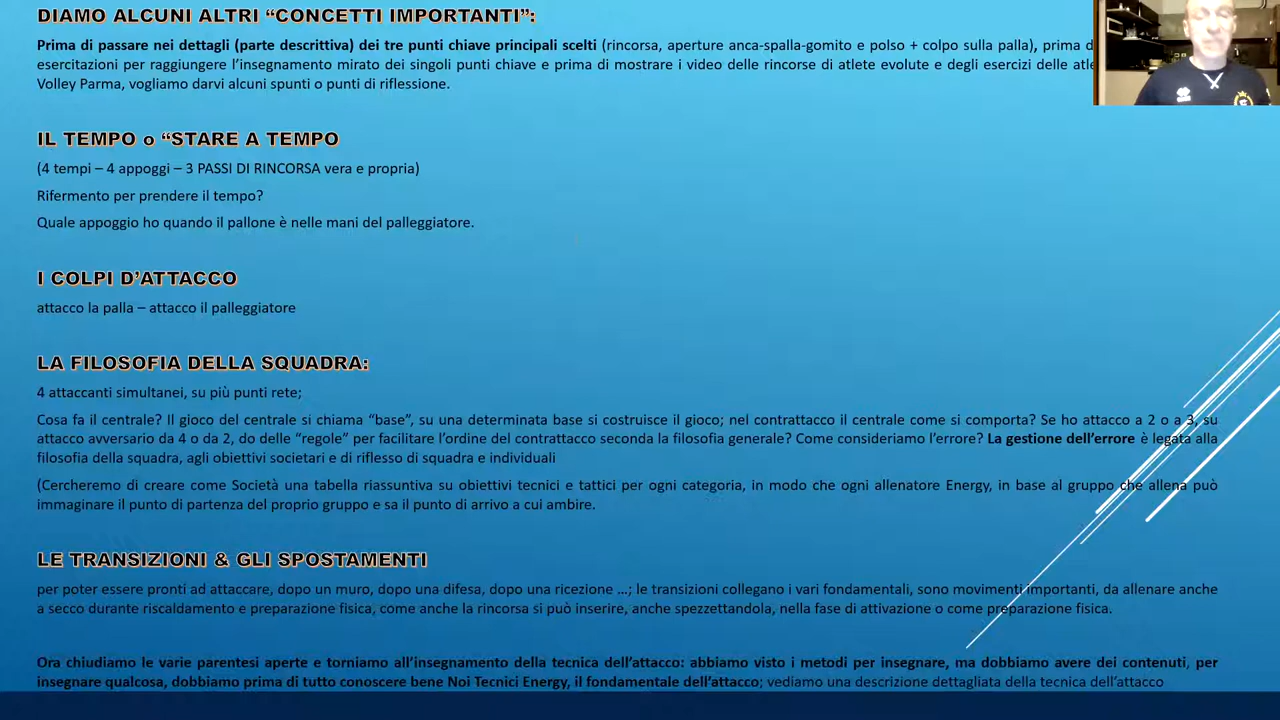 DIAMO ALCUNI ALTRI “CONCETTI IMPORTANTI”:
Prima di passare nei dettagli (parte descrittiva) dei tre punti chiave principali scelti (rincorsa, aperture anca-spalla-gomito e polso + colpo sulla palla), prima
esercitazioni per raggiungere l’insegnamento mirato dei singoli punti chiave e prima di mostrare i video delle rincorse di atlete evolute e degli esercizi delle
Volley Parma, vogliamo darvi alcuni spunti o punti di riflessione.
IL TEMPO o “STARE A TEMPO
(4 tempi – 4 appoggi – 3 PASSI DI RINCORSA vera e propria)
Rifermento per prendere il tempo?
Quale appoggio ho quando il pallone è nelle mani del palleggiatore.
I COLPI D’ATTACCO
attacco la palla – attacco il palleggiatore
LA FILOSOFIA DELLA SQUADRA:
4 attaccanti simultanei, su più punti rete;
Cosa fa il centrale? Il gioco del centrale si chiama “base”, su una determinata base si costruisce il gioco; nel contrattacco il centrale come si comporta? Se ho attacco a 2 o a 3, su
attacco avversario da 4 o da 2, do delle “regole” per facilitare l’ordine del contrattacco seconda la filosofia generale? Come consideriamo l’errore? La gestione dell’errore è legata alla
filosofia della squadra, agli obiettivi societari e di riflesso di squadra e individuali
(Cercheremo di creare come Società una tabella riassuntiva su obiettivi tecnici e tattici per ogni categoria, in modo che ogni allenatore Energy, in base al gruppo che allena può
immaginare il punto di partenza del proprio gruppo e sa il punto di arrivo a cui ambire.
LE TRANSIZIONI & GLI SPOSTAMENTI
per poter essere pronti ad attaccare, dopo un muro, dopo una difesa, dopo una ricezione …; le transizioni collegano i vari fondamentali, sono movimenti importanti, da allenare anche
a secco durante riscaldamento e preparazione fisica, come anche la rincorsa si può inserire, anche spezzettandola, nella fase di attivazione o come preparazione fisica.
Ora chiudiamo le varie parentesi aperte e torniamo all’insegnamento della tecnica dell’attacco: abbiamo visto i metodi per insegnare, ma dobbiamo avere dei contenuti, per
insegnare qualcosa, dobbiamo prima di tutto conoscere bene Noi Tecnici Energy, il fondamentale dell’attacco; vediamo una descrizione dettagliata della tecnica dell’attacco